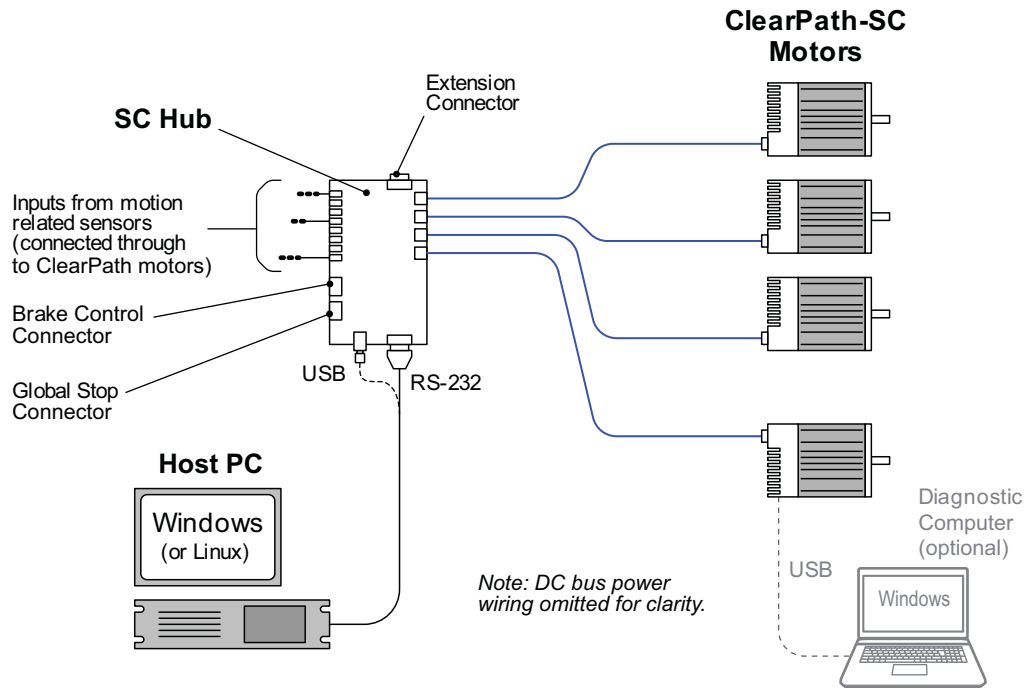 ClearPath-SC
Motors
Extension
Connector
SC Hub
Inputs from motion
related sensors
(connected through
to ClearPath motors)
Brake Control
Connector
Global Stop
Connector
USB
RS-232
Host PC
Windows
(or Linux)
Note: DC bus power
wiring omitted for clarity.
Diagnostic
Computer
(optional)
USB
Windows